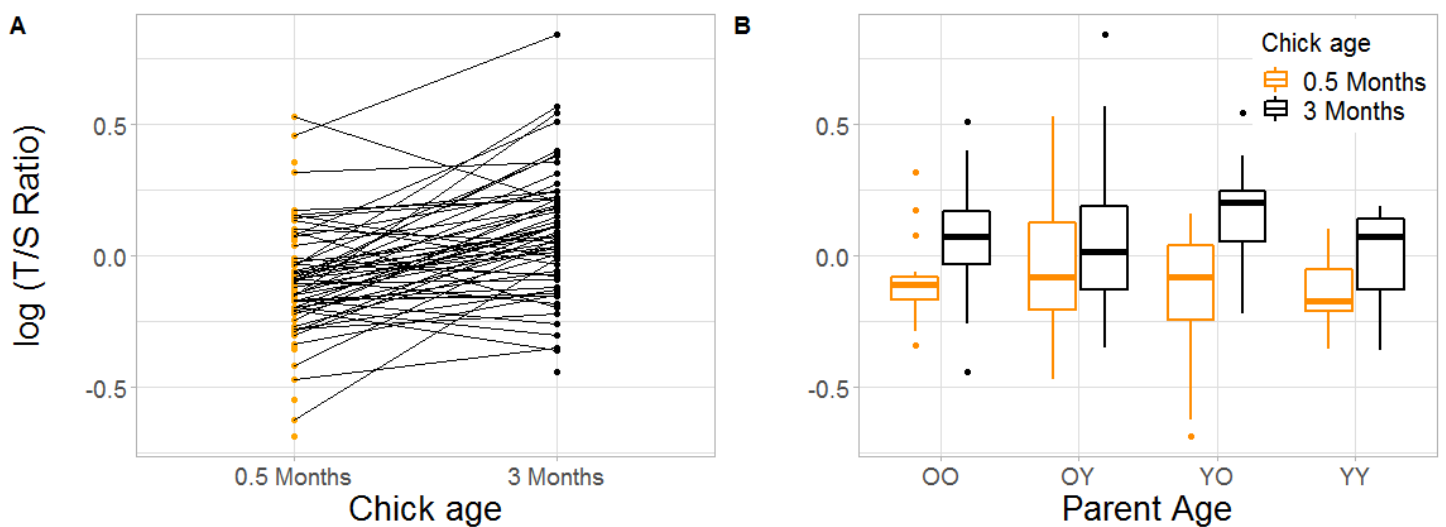 A
log (T/S Ratio)
0.5
0.0
-0.5
0.5 Months
3 Months
Chick age
B
0.5
0.0
-0.5
Chick age
0.5 Months
3 Months
OO
OY
YO
YY
Parent Age